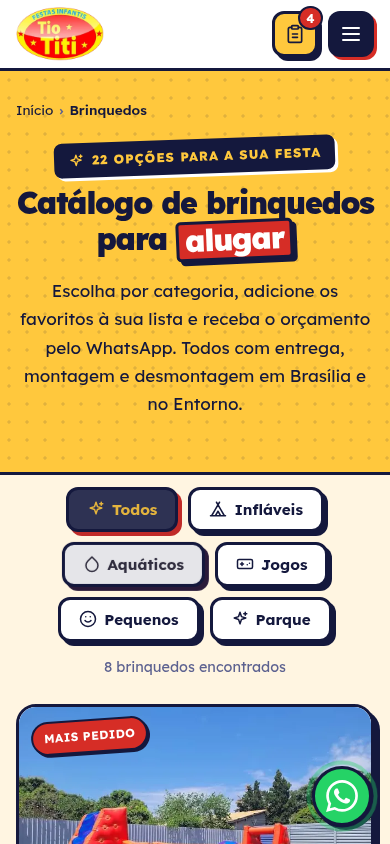 FESTAS INFANTIS
Tio
Titi
4
Início › Brinquedos
22 OPÇÕES PARA A SUA FESTA
Catálogo de brinquedos
para alugar
Escolha por categoria, adicione os
favoritos à sua lista e receba o orçamento
pelo WhatsApp. Todos com entrega,
montagem e desmontagem em Brasília e
no Entorno.
Todos
Infláveis
Aquáticos
Jogos
Pequenos
Parque
8 brinquedos encontrados
MAIS PEDIDO